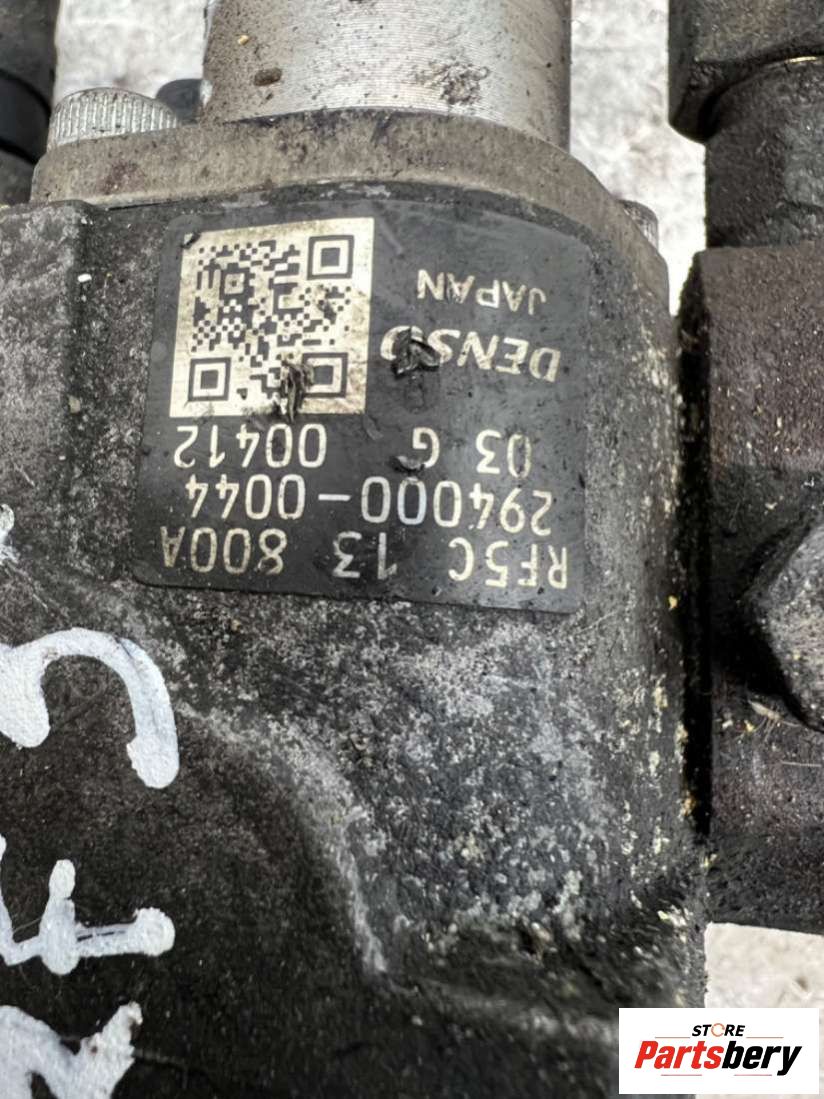 RF5C 13 800A
294000-0044
03 G 00412
DENSO
JAPAN
STORE
Partsbery